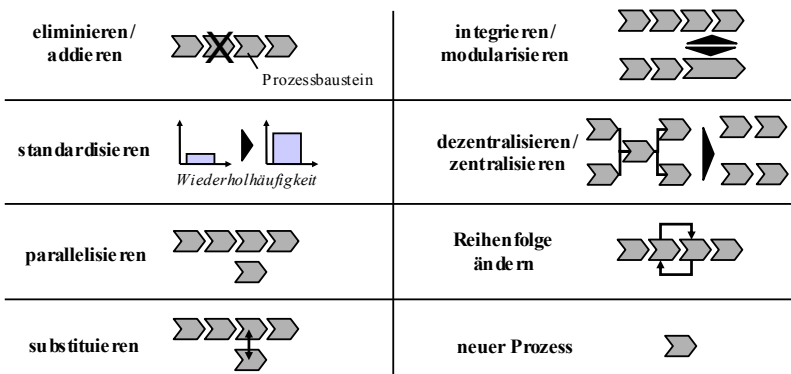 eliminieren/
addieren
Prozessbaustein
integrieren/
modularisieren
standardisieren
Wiederholhäufigkeit
dezentralisieren/
zentralisieren
parallelisieren
Reihenfolge
ändern
substituieren
neuer Prozess